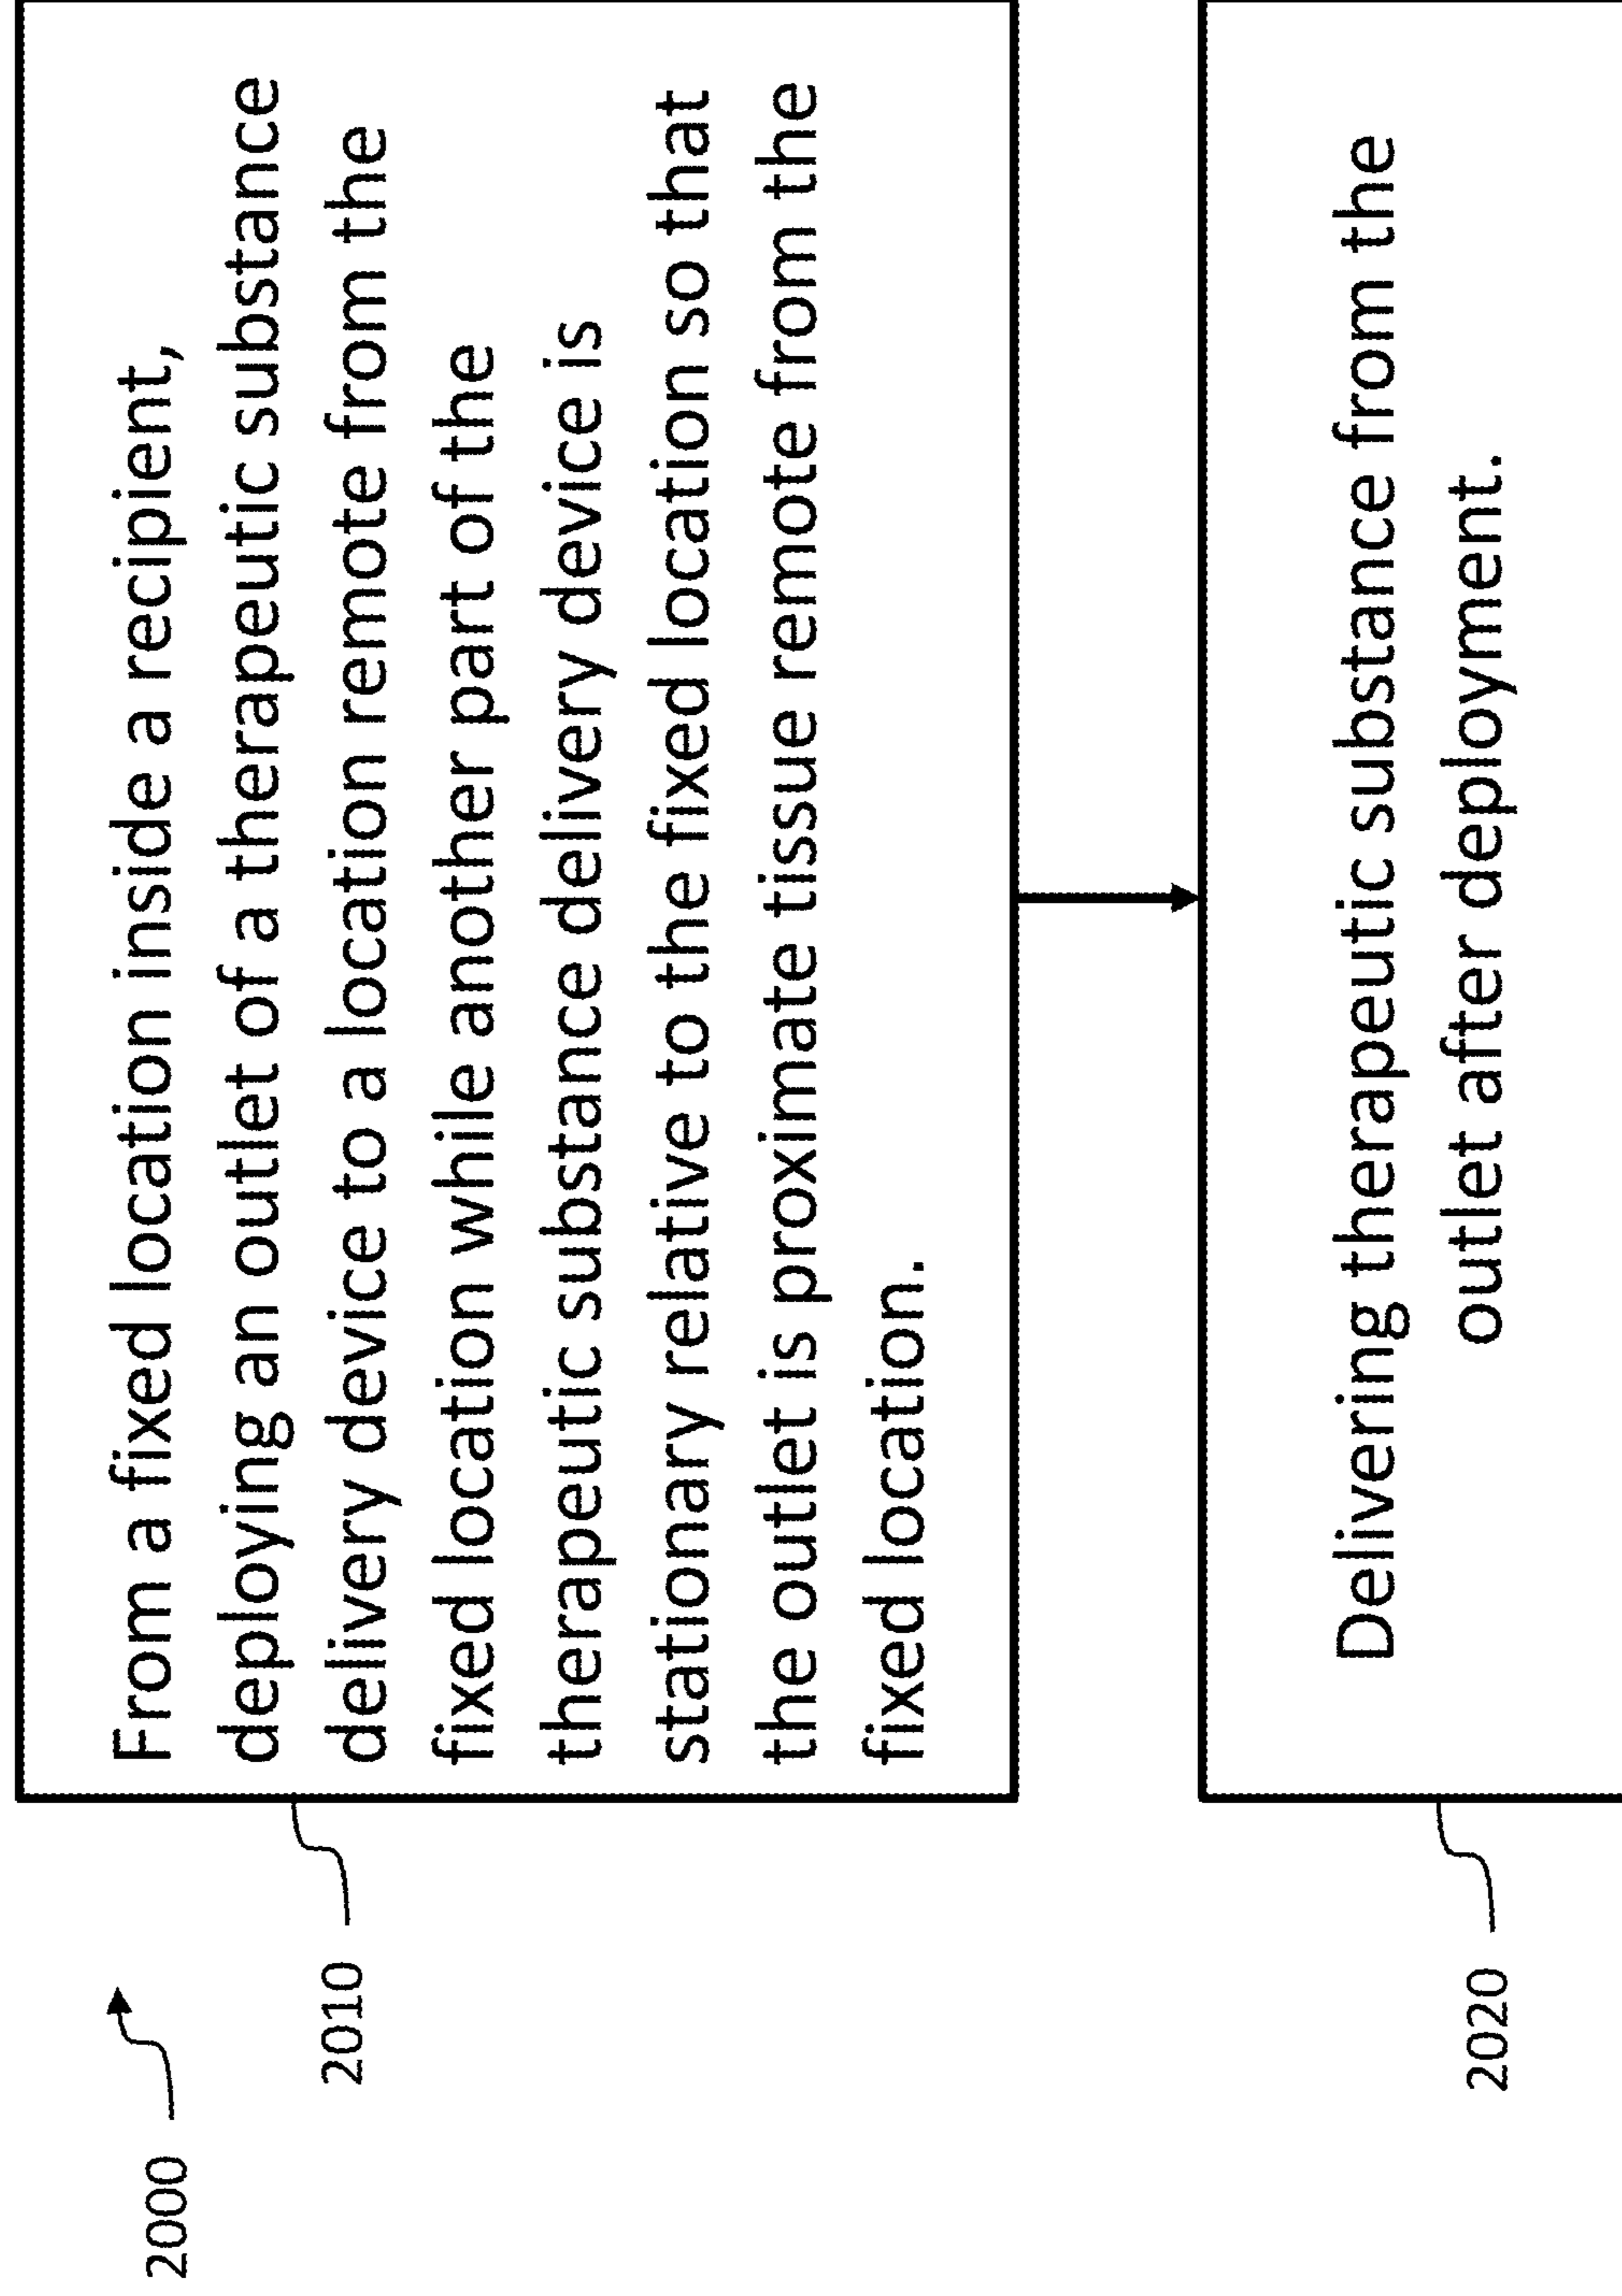 2000
2010
From a fixed location inside a recipient,
deploying an outlet of a therapeutic substance
delivery device to a location remote from the
fixed location while another part of the
therapeutic substance delivery device is
stationary relative to the fixed location so that
the outlet is proximate tissue remote from the
fixed location.
2020
Delivering therapeutic substance from the
outlet after deployment.